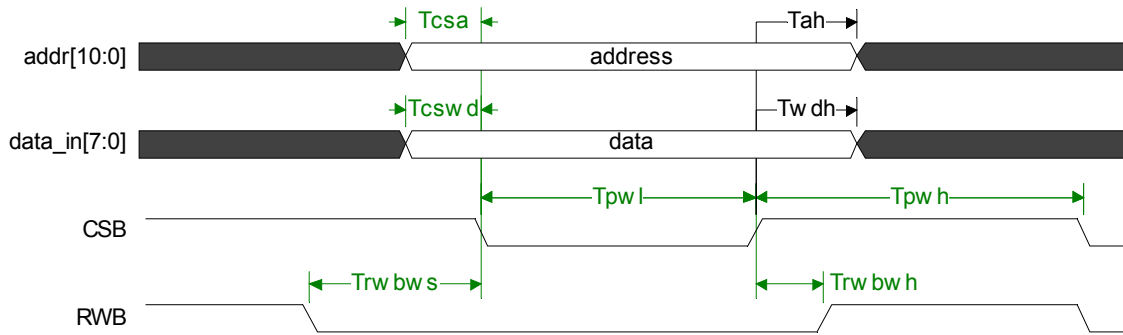 Tcsa Tah
addr[10:0] address
Tcsw d Tw dh
data_in[7:0] data
Tpw l Tpw h
CSB
Trw bw s Trw bw h
RWB